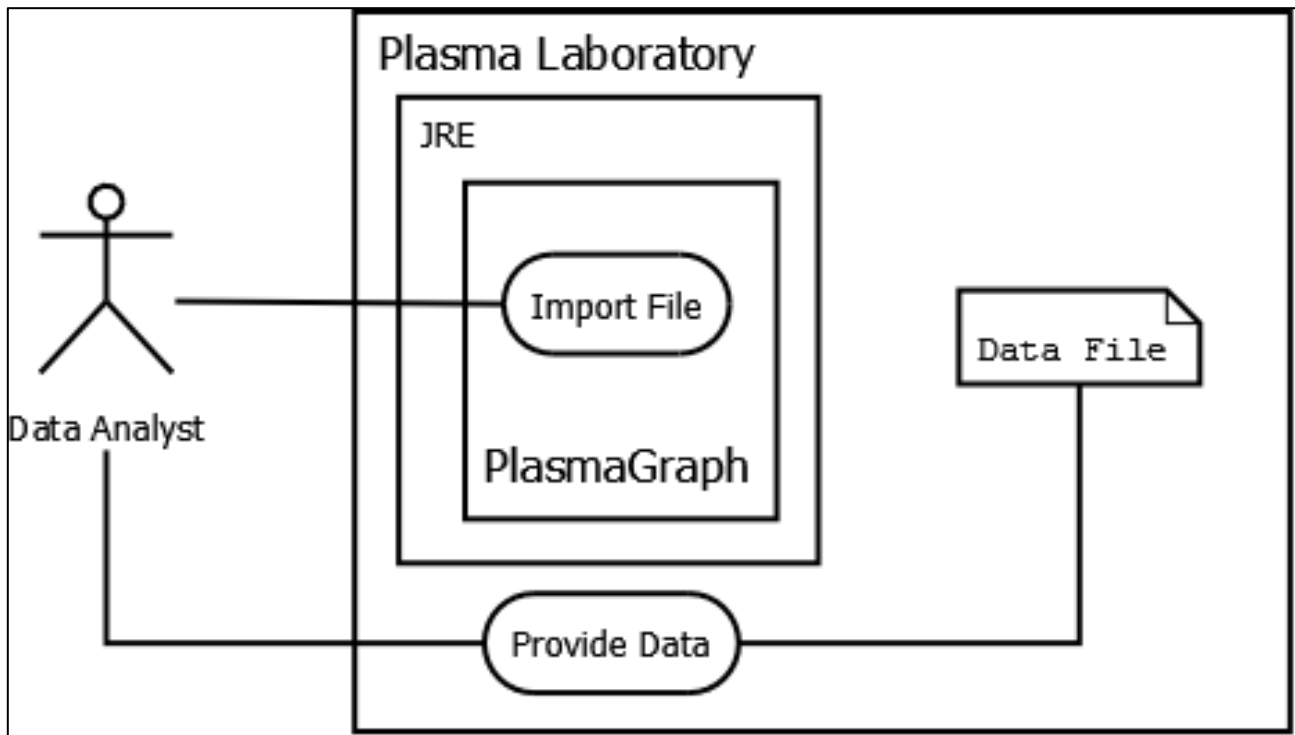 Plasma Laboratory
JRE
Import File
Data File
Data Analyst
PlasmaGraph
Provide Data